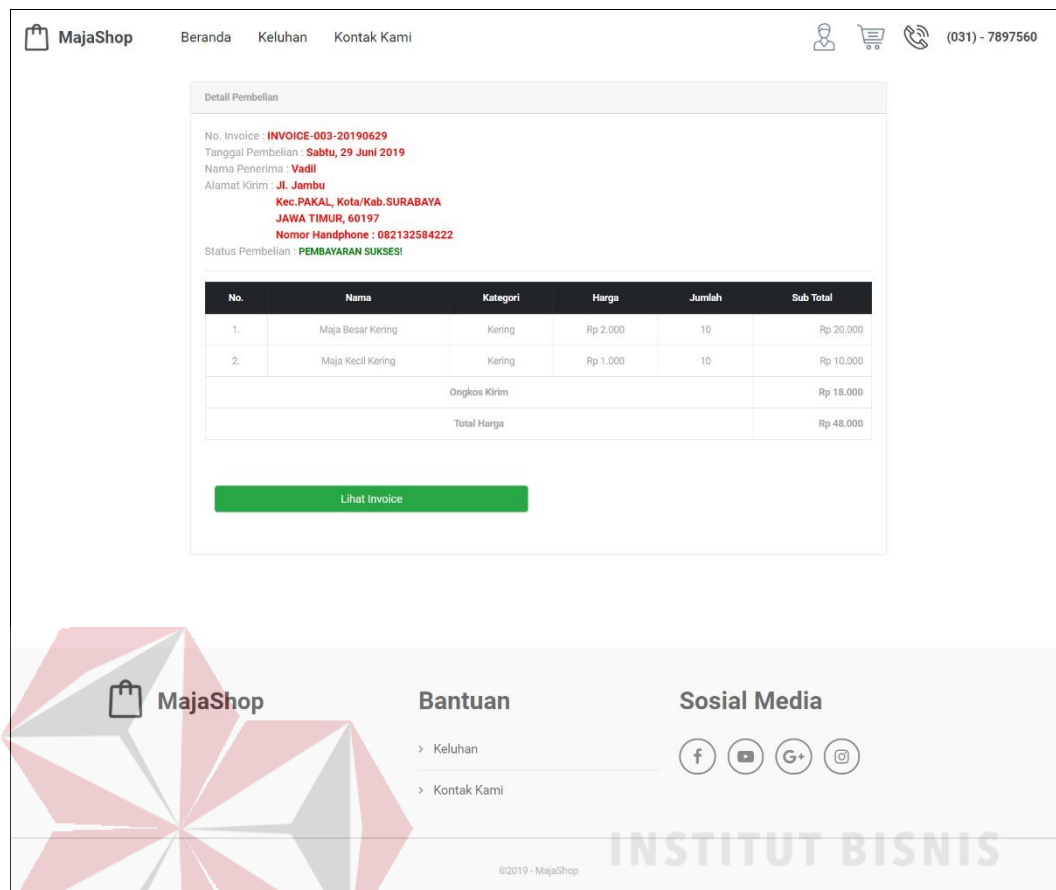 MajaShop Beranda Keluhan Kontak Kami (031) - 7897560
Detail Pembelian
No. Invoice : INVOICE-003-20190629
Tanggal Pembelian : Sabtu, 29 Juni 2019
Nama Penerima : Vadil
Alamat Kirim : Jl. Jambu
Kec.PAKAL, Kota/Kab.SURABAYA
JAWA TIMUR, 60197
Nomor Handphone : 082132584222
Status Pembelian : PEMBAYARAN SUKSES!
No. Nama Kategori Harga Jumlah Sub Total
1. Maja Besar Kering Kering Rp 2.000 10 Rp 20.000
2. Maja Kecil Kering Kering Rp 1.000 10 Rp 10.000
Ongkos Kirim Rp 18.000
Total Harga Rp 48.000
Lihat Invoice
MajaShop Bantuan Sosial Media
> Keluhan
> Kontak Kami
INSTITUT BISNIS
©2019 - MajaShop